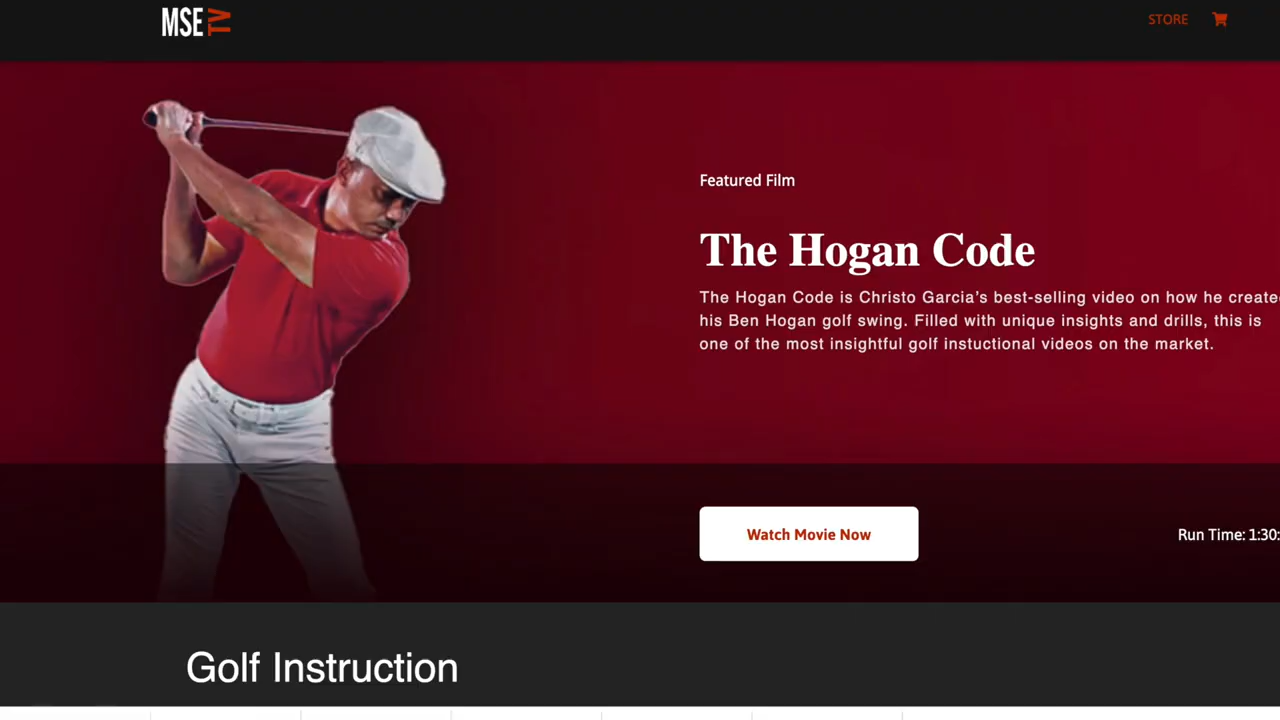 MSE TV
STORE
Featured Film
The Hogan Code
The Hogan Code is Christo Garcia’s best-selling video on how he create
his Ben Hogan golf swing. Filled with unique insights and drills, this is
one of the most insightful golf instuctional videos on the market.
Watch Movie Now
Run Time: 1:30:
Golf Instruction